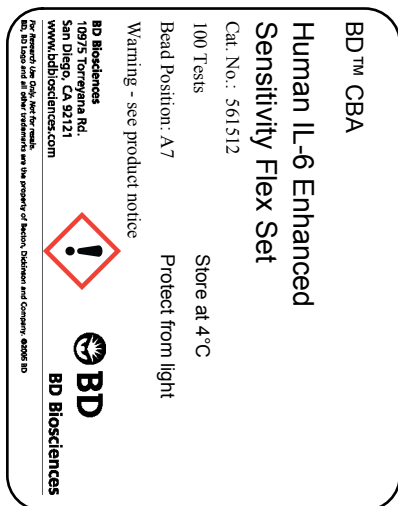 BD™ CBA
Human IL-6 Enhanced
Sensitivity Flex Set
Cat. No.: 561512
100 Tests
Store at 4°C
Bead Position: A7
Protect from light
Warning - see product notice
BD Biosciences
10975 Torreyana Rd.
San Diego, CA 92121
www.bdbiosciences.com
BD
BD Biosciences
For Research Use Only. Not for resale.
BD, BD Logo and all other trademarks are the property of Becton, Dickinson and Company. ©2005 BD